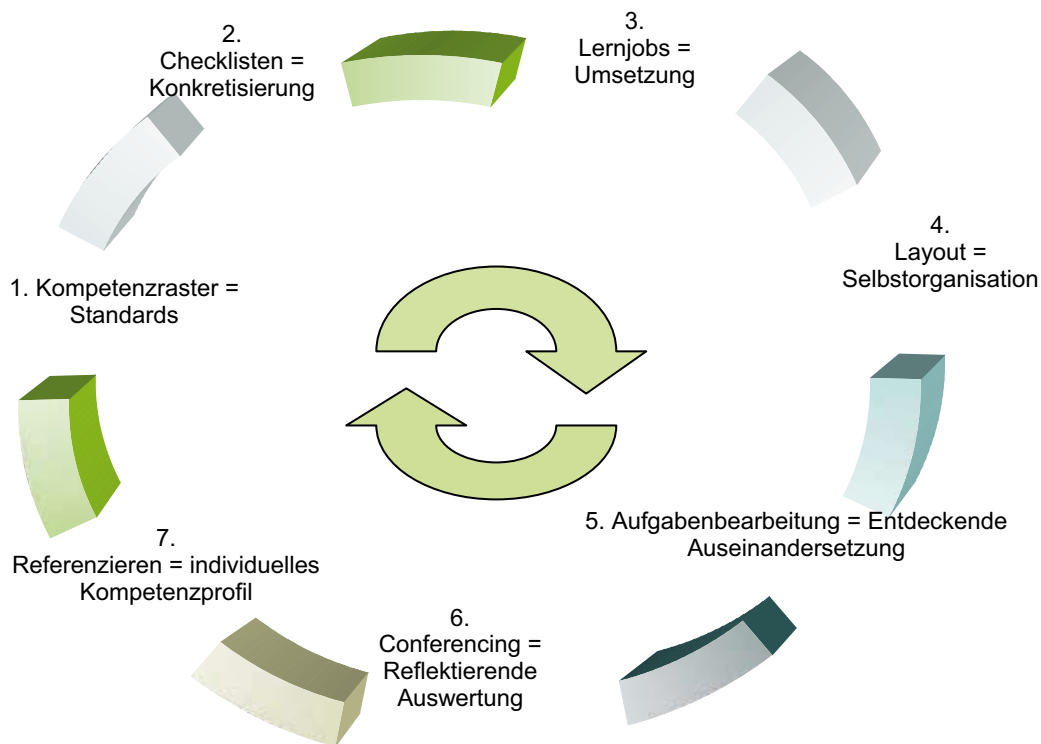 1. Kompetenzraster =
Standards
2.
Checklisten =
Konkretisierung
3.
Lernjobs =
Umsetzung
4.
Layout =
Selbstorganisation
5. Aufgabenbearbeitung = Entdeckende
Auseinandersetzung
6.
Conferencing =
Reflektierende
Auswertung
7.
Referenzieren = individuelles
Kompetenzprofil